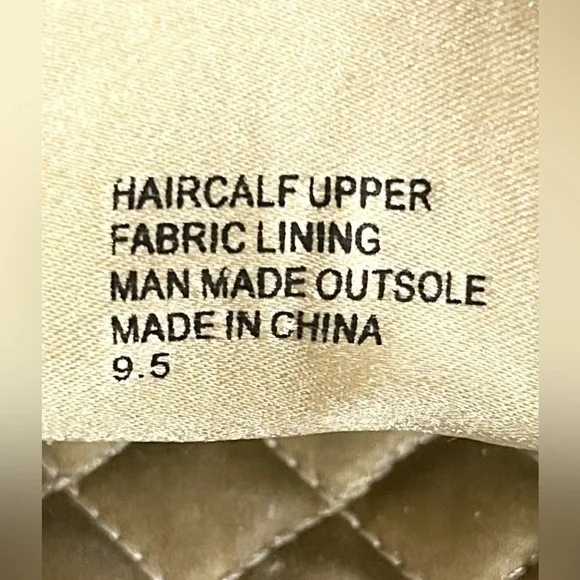 HAIRCALF UPPER
FABRIC LINING
MAN MADE OUTSOLE
MADE IN CHINA
9.5